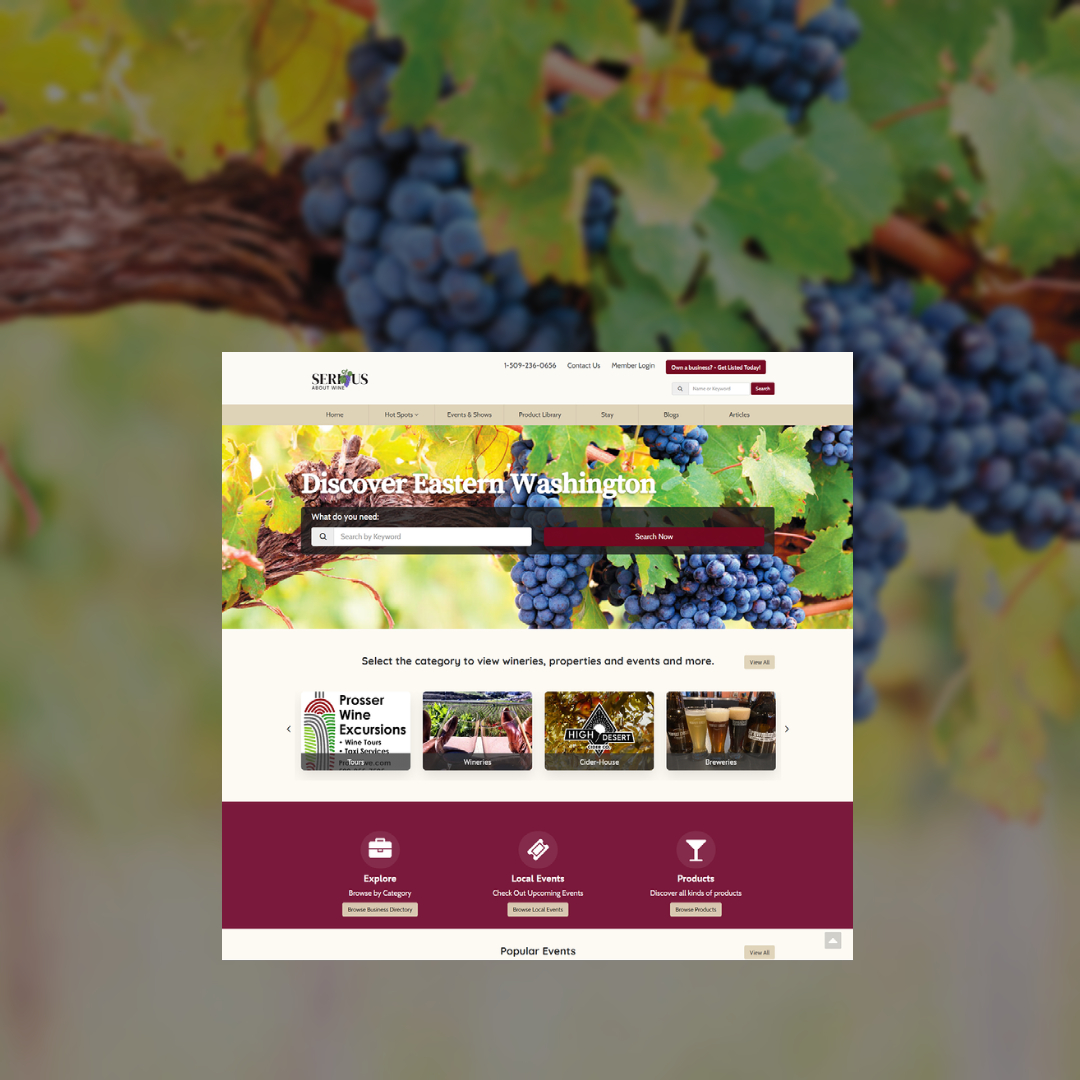 1-509-236-0656 Contact Us Member Login Own a business? - Get Listed Today!
SERIOUS
ABOUT WINE
Name or Keyword Search
Home Hot Spots Events & Shows Product Library Stay Blogs Articles
Discover Eastern Washington
What do you need:
Search by Keyword Search Now
Select the category to view wineries, properties and events and more. View All
Prosser
Wine
Excursions
• Wine Tours
• Taxi Services
HIGH DESERT
Tours Wineries Cider-House Breweries
Explore Local Events Products
Browse by Category Check Out Upcoming Events Discover all kinds of products
Browse Business Directory Browse Local Events Browse Products
Popular Events View All